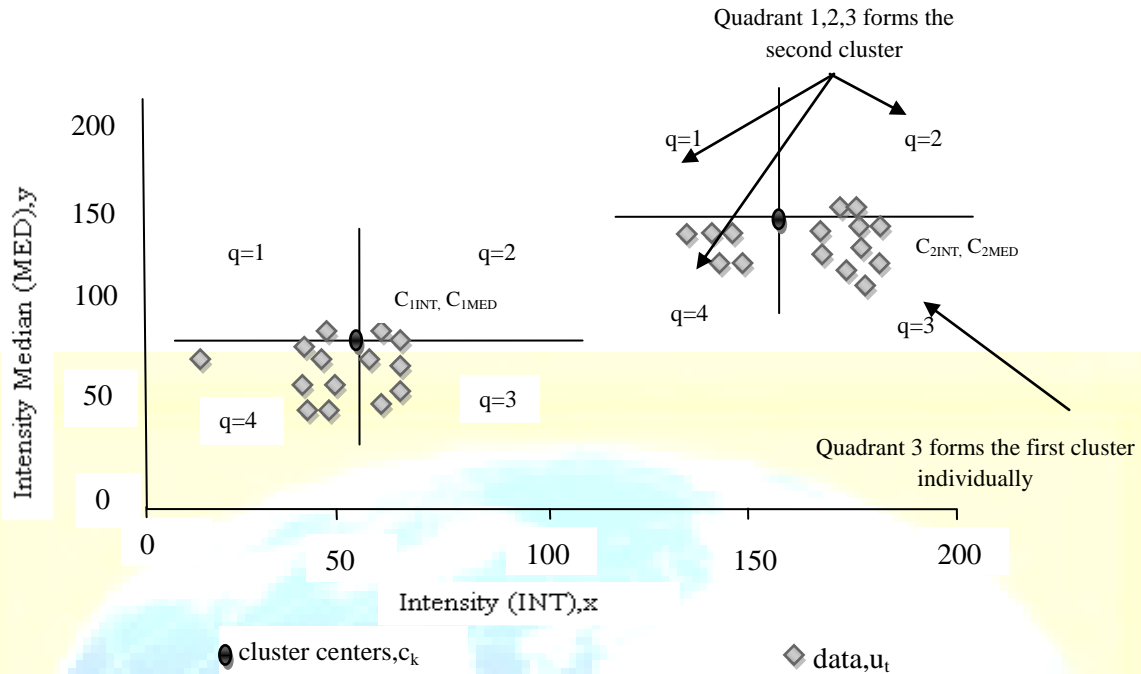 Quadrant 1,2,3 forms the
second cluster
200
150
100
50
0
Intensity Median (MED),y
q=1
q=2
q=4
q=3
C1INT, C1MED
q=1
q=2
q=4
q=3
C2INT, C2MED
Quadrant 3 forms the first cluster
individually
0
50
100
150
200
Intensity (INT),x
cluster centers,ck
data,ut